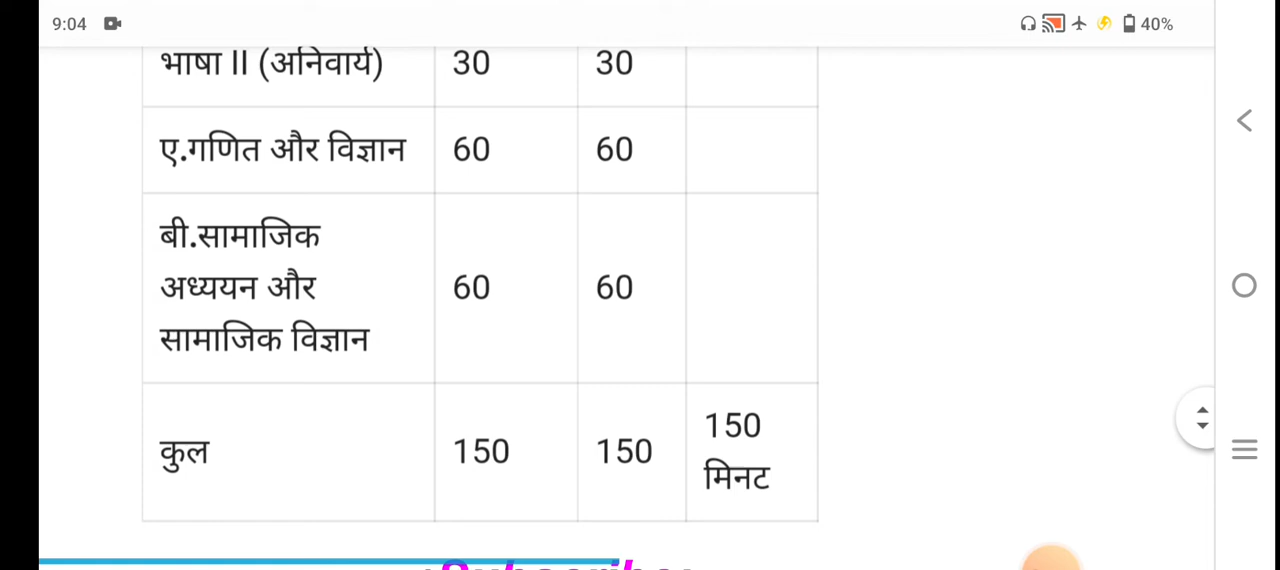 9:04 40%
भाषा II (अनिवार्य) 30 30
ए.गणित और विज्ञान 60 60
बी.सामाजिक
अध्ययन और 60 60
सामाजिक विज्ञान
कुल 150 150 150
मिनट